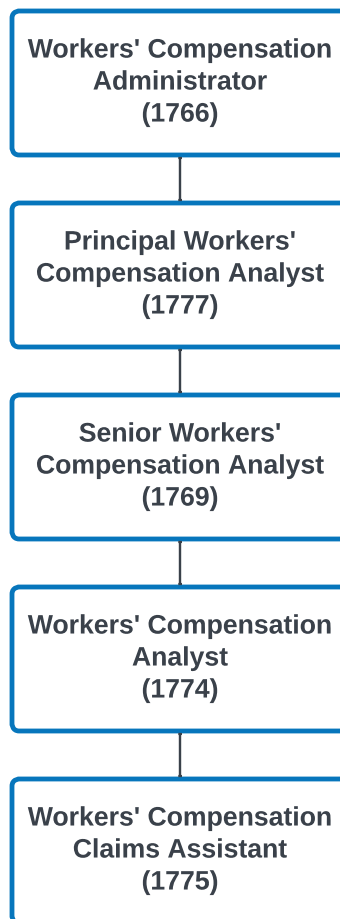 Workers' Compensation
Administrator
(1766)
Principal Workers'
Compensation Analyst
(1777)
Senior Workers'
Compensation Analyst
(1769)
Workers' Compensation
Analyst
(1774)
Workers' Compensation
Claims Assistant
(1775)